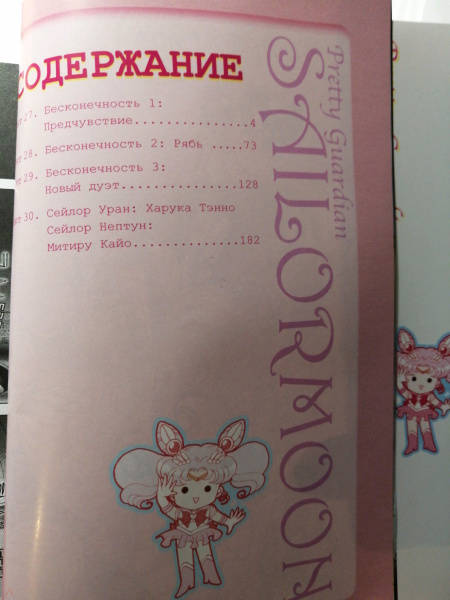 СОДЕРЖАНИЕ
27. Бесконечность 1:
Предчувствие...............4
28. Бесконечность 2: Рябь .....73
29. Бесконечность 3:
Новый дуэт...............128
30. Сейлор Уран: Харука Тэнно
Сейлор Нептун:
Митиру Кайо..............182
Pretty Guardian
SAILORMOON